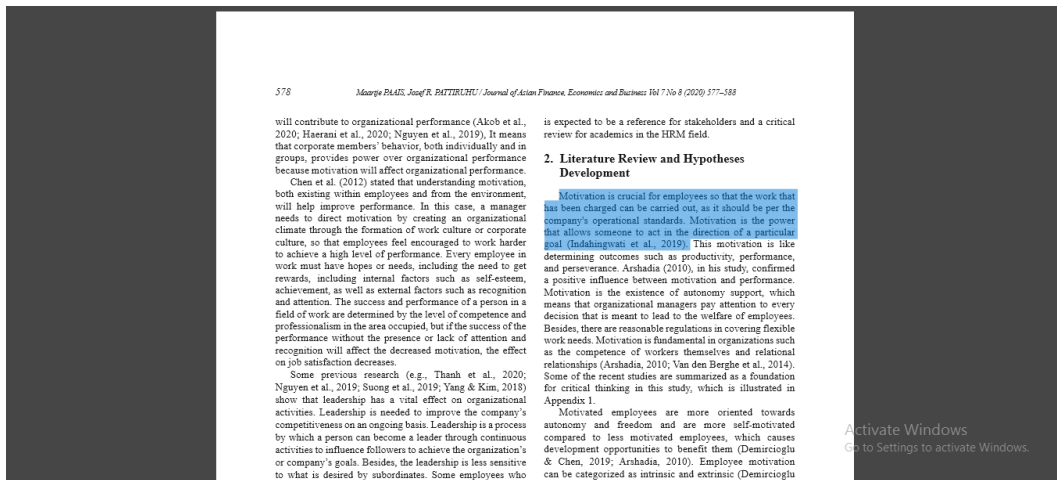 578
Maartje PAAIS, Jozef R. PATTIRUHU / Journal of Asian Finance, Economics and Business Vol 7 No 8 (2020) 577–588
will contribute to organizational performance (Akob et al.,
2020; Haerani et al., 2020; Nguyen et al., 2019), It means
that corporate members’ behavior, both individually and in
groups, provides power over organizational performance
because motivation will affect organizational performance.
Chen et al. (2012) stated that understanding motivation,
both existing within employees and from the environment,
will help improve performance. In this case, a manager
needs to direct motivation by creating an organizational
climate through the formation of work culture or corporate
culture, so that employees feel encouraged to work harder
to achieve a high level of performance. Every employee in
work must have hopes or needs, including the need to get
rewards, including internal factors such as self-esteem,
achievement, as well as external factors such as recognition
and attention. The success and performance of a person in a
field of work are determined by the level of competence and
professionalism in the area occupied, but if the success of the
performance without the presence or lack of attention and
recognition will affect the decreased motivation, the effect
on job satisfaction decreases.
Some previous research (e.g., Thanh et al., 2020;
Nguyen et al., 2019; Suong et al., 2019; Yang & Kim, 2018)
show that leadership has a vital effect on organizational
activities. Leadership is needed to improve the company’s
competitiveness on an ongoing basis. Leadership is a process
by which a person can become a leader through continuous
activities to influence followers to achieve the organization’s
or company’s goals. Besides, the leadership is less sensitive
to what is desired by subordinates. Some employees who
is expected to be a reference for stakeholders and a critical
review for academics in the HRM field.
2. Literature Review and Hypotheses
Development
Motivation is crucial for employees so that the work that
has been charged can be carried out, as it should be per the
company's operational standards. Motivation is the power
that allows someone to act in the direction of a particular
goal (Indahingwati et al., 2019). This motivation is like
determining outcomes such as productivity, performance,
and perseverance. Arshadia (2010), in his study, confirmed
a positive influence between motivation and performance.
Motivation is the existence of autonomy support, which
means that organizational managers pay attention to every
decision that is meant to lead to the welfare of employees.
Besides, there are reasonable regulations in covering flexible
work needs. Motivation is fundamental in organizations such
as the competence of workers themselves and relational
relationships (Arshadia, 2010; Van den Berghe et al., 2014).
Some of the recent studies are summarized as a foundation
for critical thinking in this study, which is illustrated in
Appendix 1.
Motivated employees are more oriented towards
autonomy and freedom and are more self-motivated
compared to less motivated employees, which causes
development opportunities to benefit them (Demircioglu
& Chen, 2019; Arshadia, 2010). Employee motivation
can be categorized as intrinsic and extrinsic (Demircioglu
Activate Windows
Go to Settings to activate Windows.